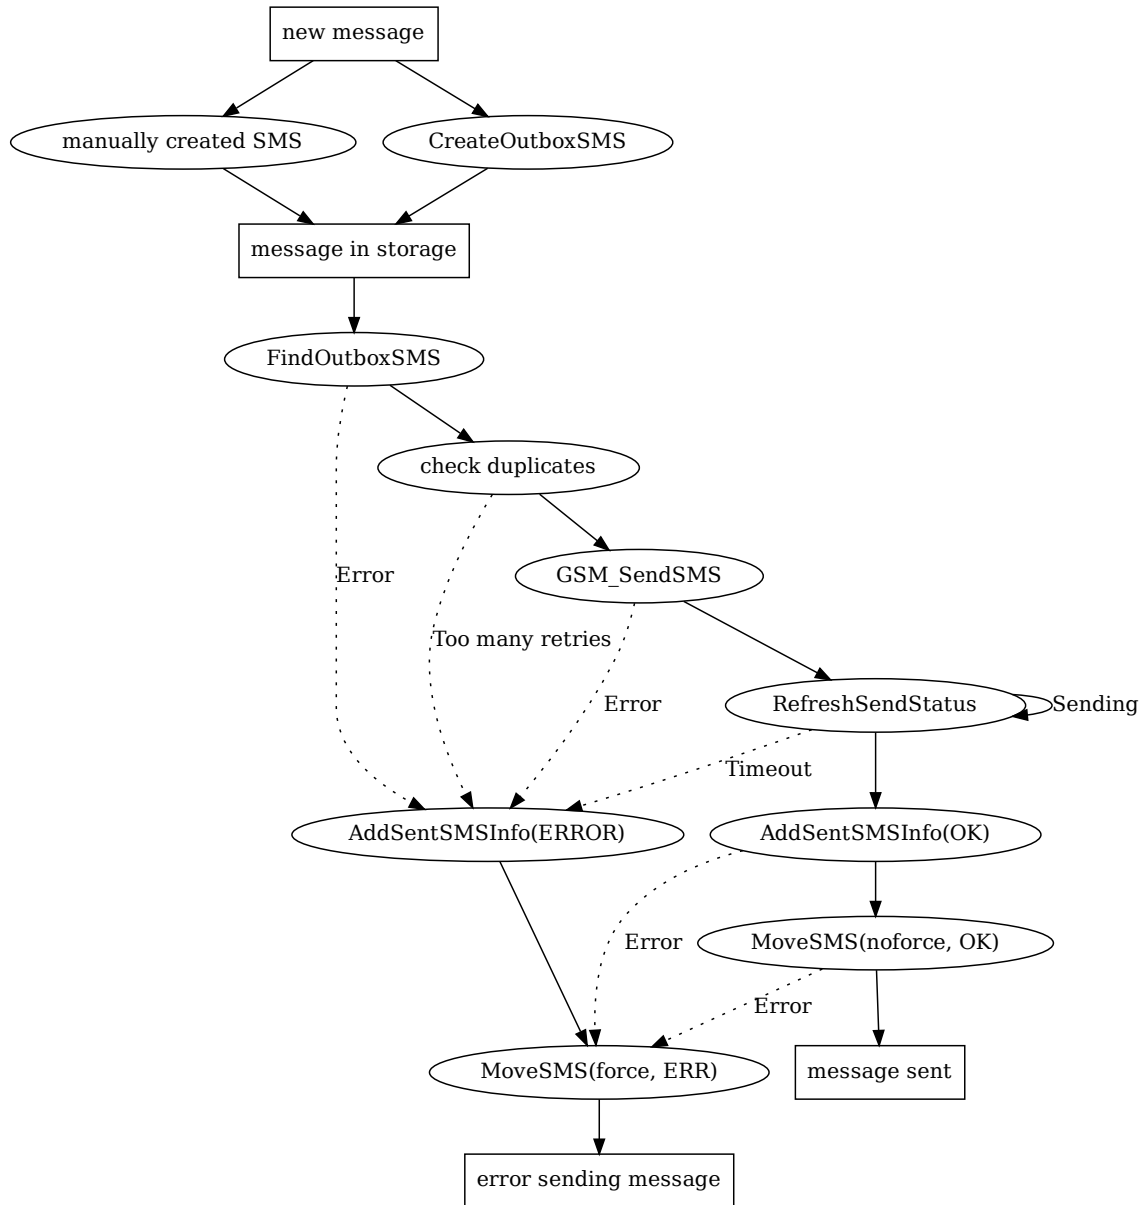 new message
manually created SMS
CreateOutboxSMS
message in storage
FindOutboxSMS
check duplicates
GSM_SendSMS
Error
Too many retries
Error
RefreshSendStatus
Sending
Timeout
AddSentSMSInfo(ERROR)
AddSentSMSInfo(OK)
Error
MoveSMS(noforce, OK)
Error
MoveSMS(force, ERR)
message sent
error sending message